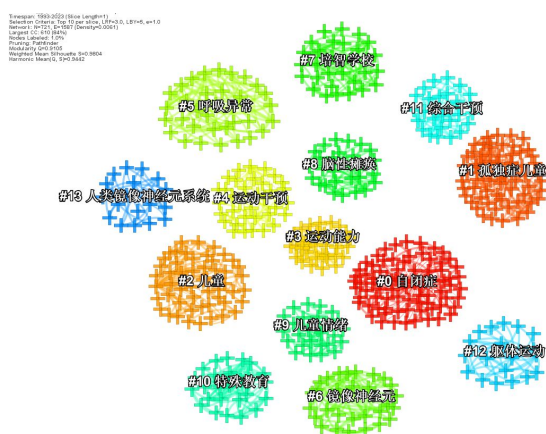 Timespan: 1993-2023 (Slice Length=1)
Selection Criteria: Top 10 per slice, LRF=3.0, LBY=5, e=1.0
Network: N=721, E=1587 (Density=0.0061)
Largest CC: 610 (84%)
Nodes Labeled: 1.0%
Pruning: Pathfinder
Modularity Q=0.9105
Weighted Mean Silhouette S=0.9804
Harmonic Mean(Q, S)=0.9442
#7 培智学校
#5 呼吸异常
#11 综合干预
#8 脑性瘫痪
#1 孤独症儿童
#13 人类镜像神经元系统
#4 运动干预
#3 运动能力
#2 儿童
#0 自闭症
#9 儿童情绪
#12 躯体运动
#10 特殊教育
#6 镜像神经元